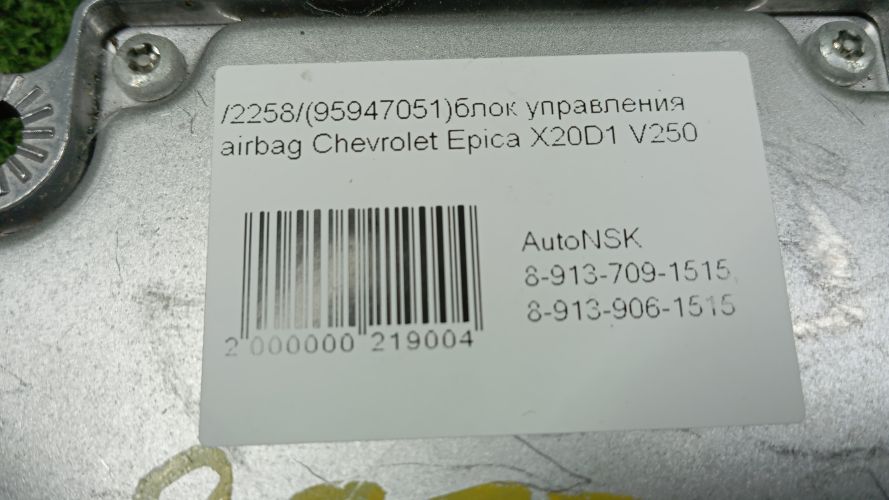 /2258/(95947051)блок управления
airbag Chevrolet Epica X20D1 V250
AutoNSK
8-913-709-1515,
8-913-906-1515
2 000000 219004